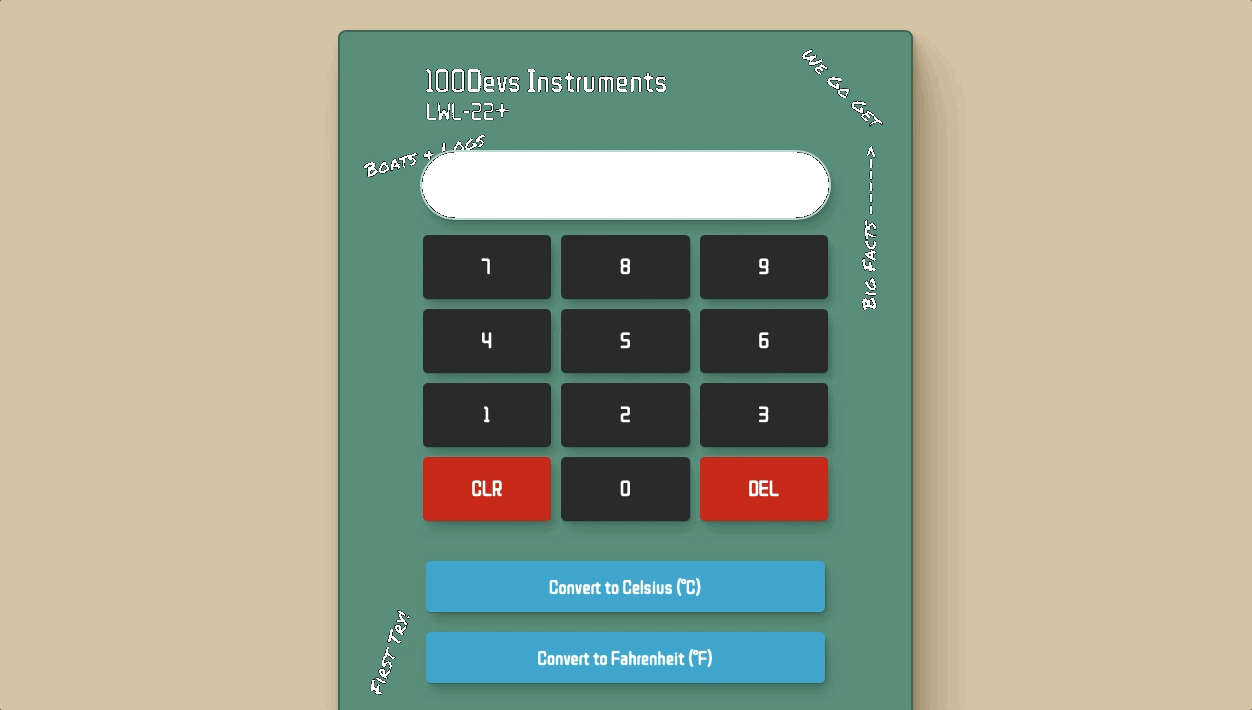 100Devs Instruments
LWL-22+
WE GO GET
BOATS + LOGS
BIG FACTS ------>
7 8 9
4 5 6
1 2 3
CLR 0 DEL
Convert to Celsius (°C)
Convert to Fahrenheit (°F)
FIRST TRY!